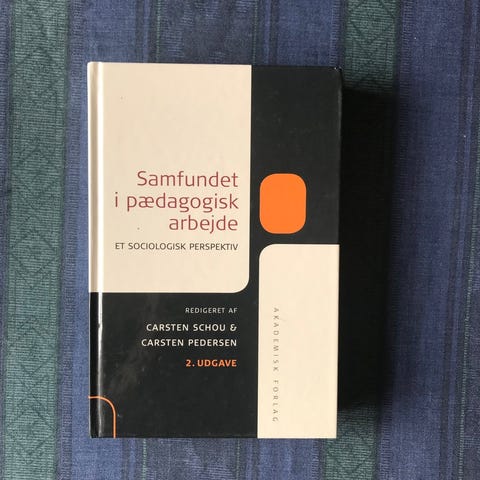 Samfundet
i pædagogisk
arbejde
ET SOCIOLOGISK PERSPEKTIV
REDIGERET AF
CARSTEN SCHOU &
CARSTEN PEDERSEN
2. UDGAVE
AKADEMISK FORLAG